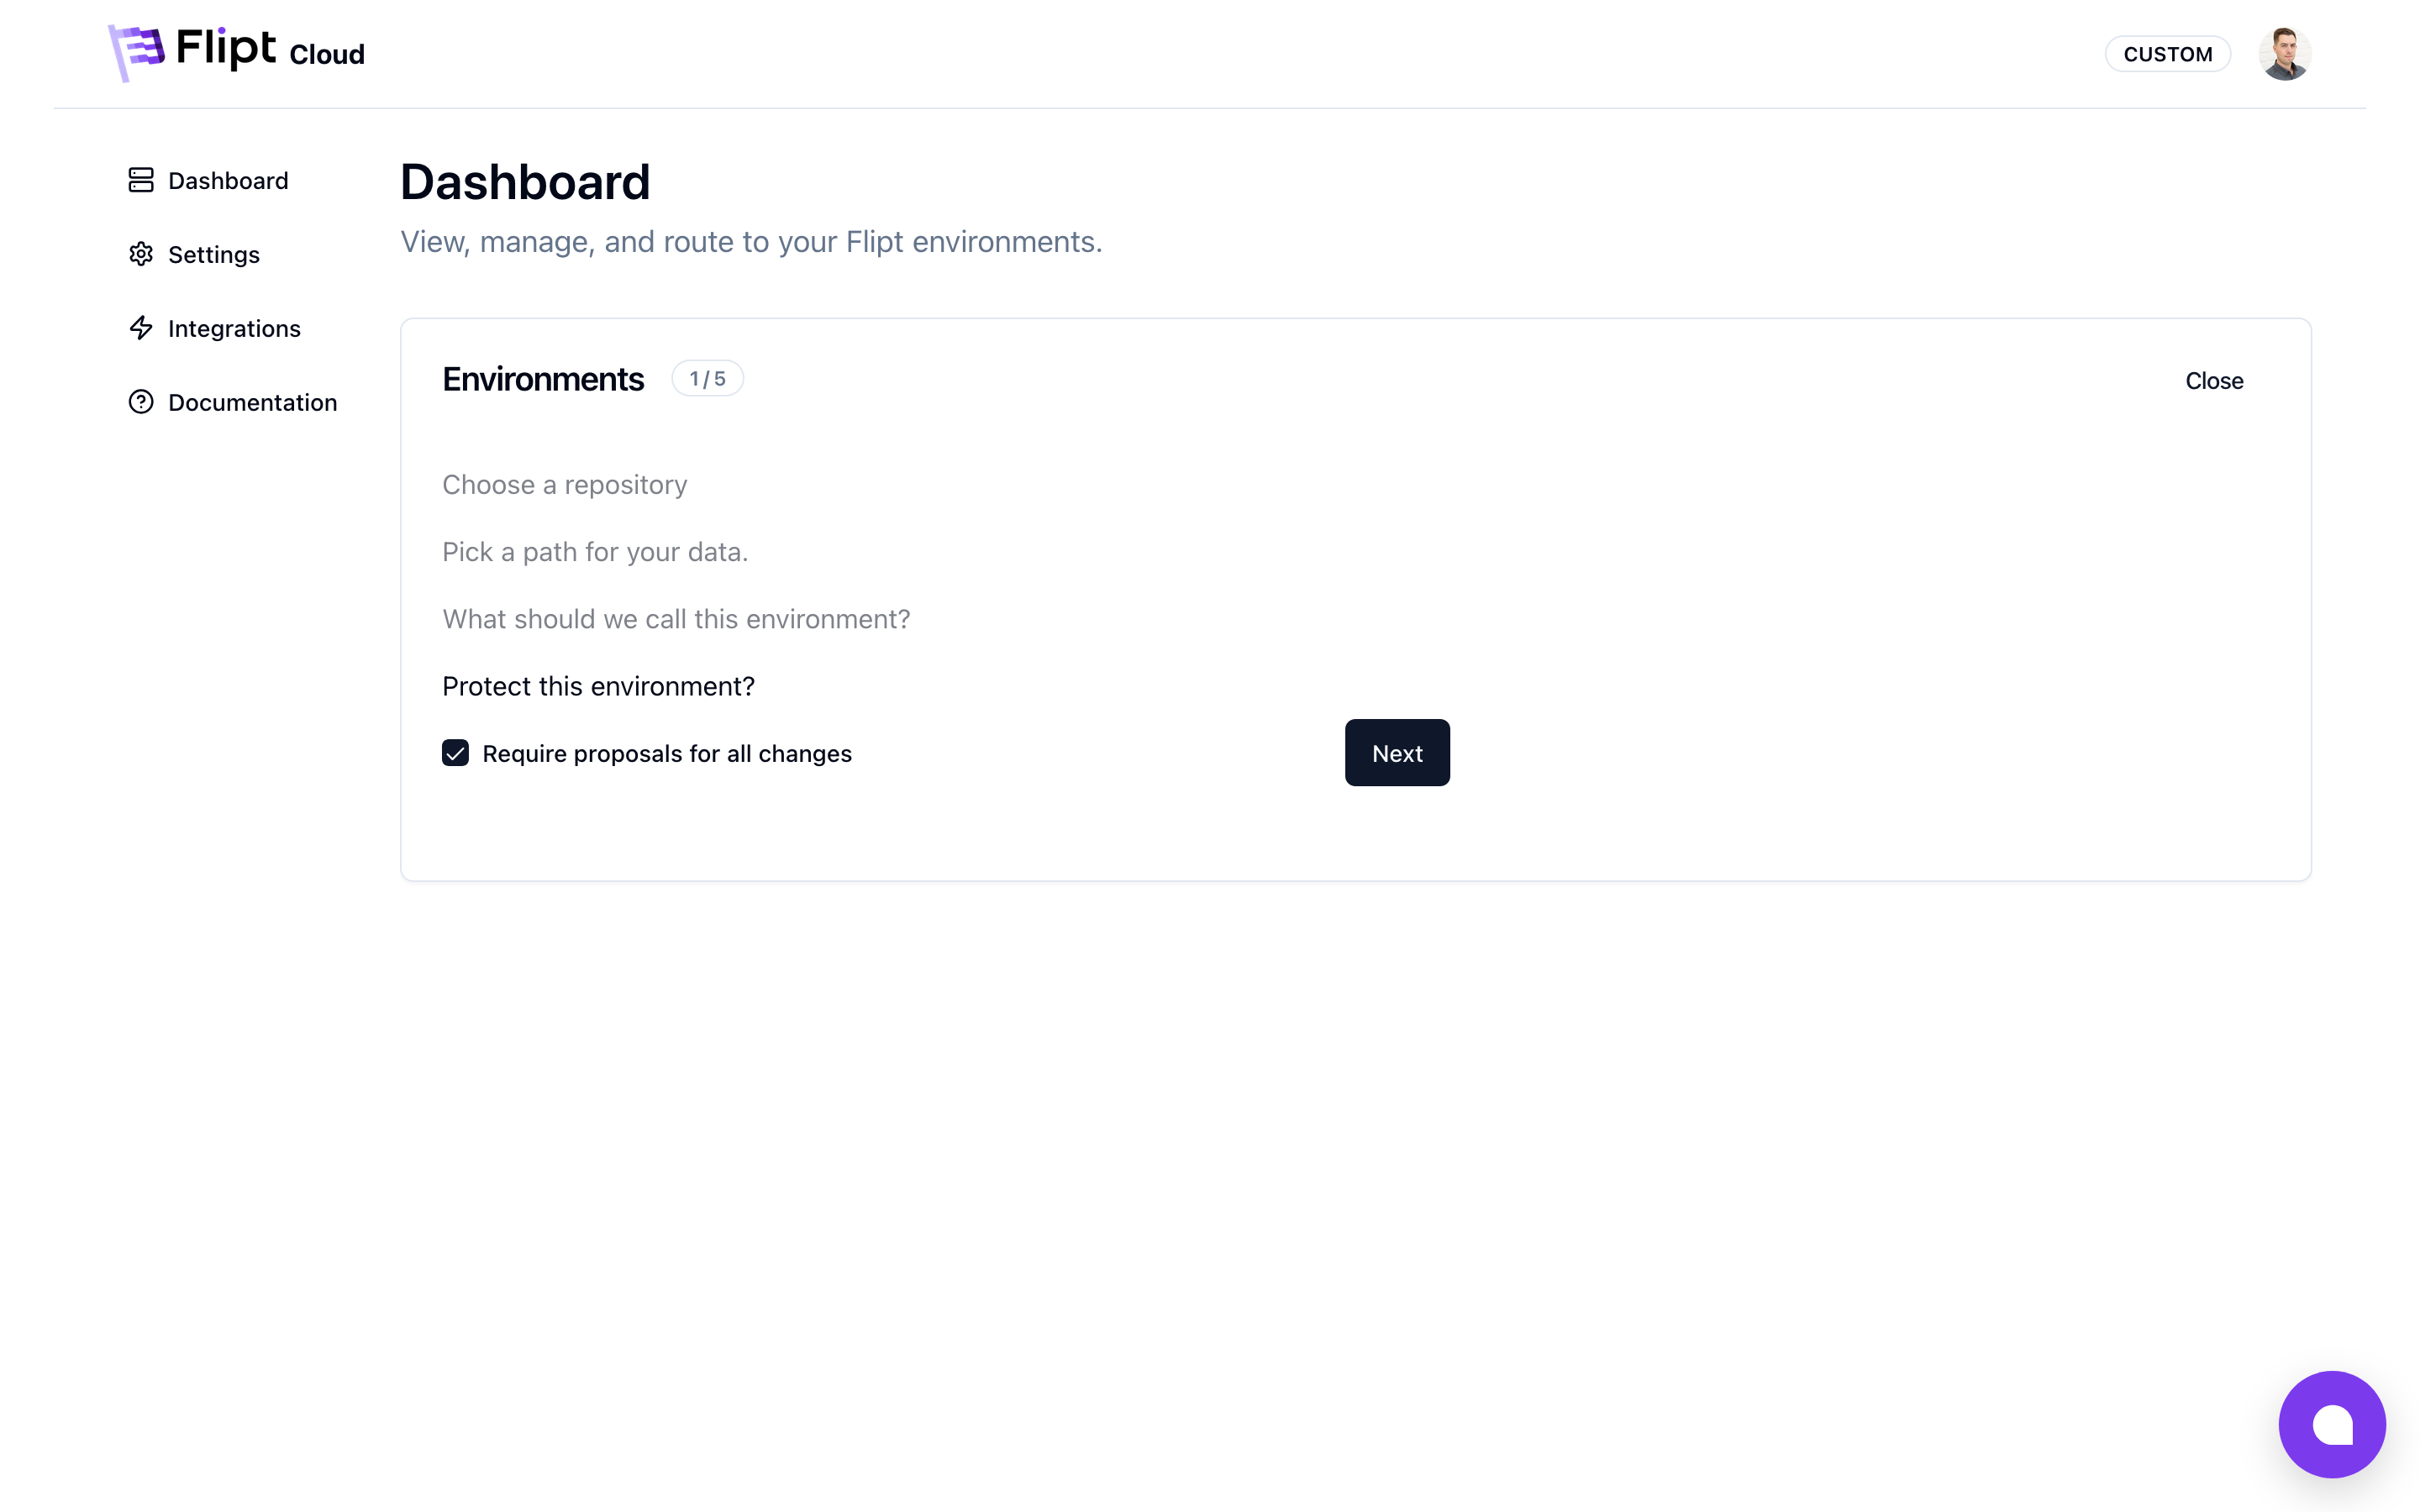 Flipt Cloud
CUSTOM
Dashboard
Settings
Integrations
Documentation
Dashboard
View, manage, and route to your Flipt environments.
Environments 1 / 5
Close
Choose a repository
Pick a path for your data.
What should we call this environment?
Protect this environment?
Require proposals for all changes
Next